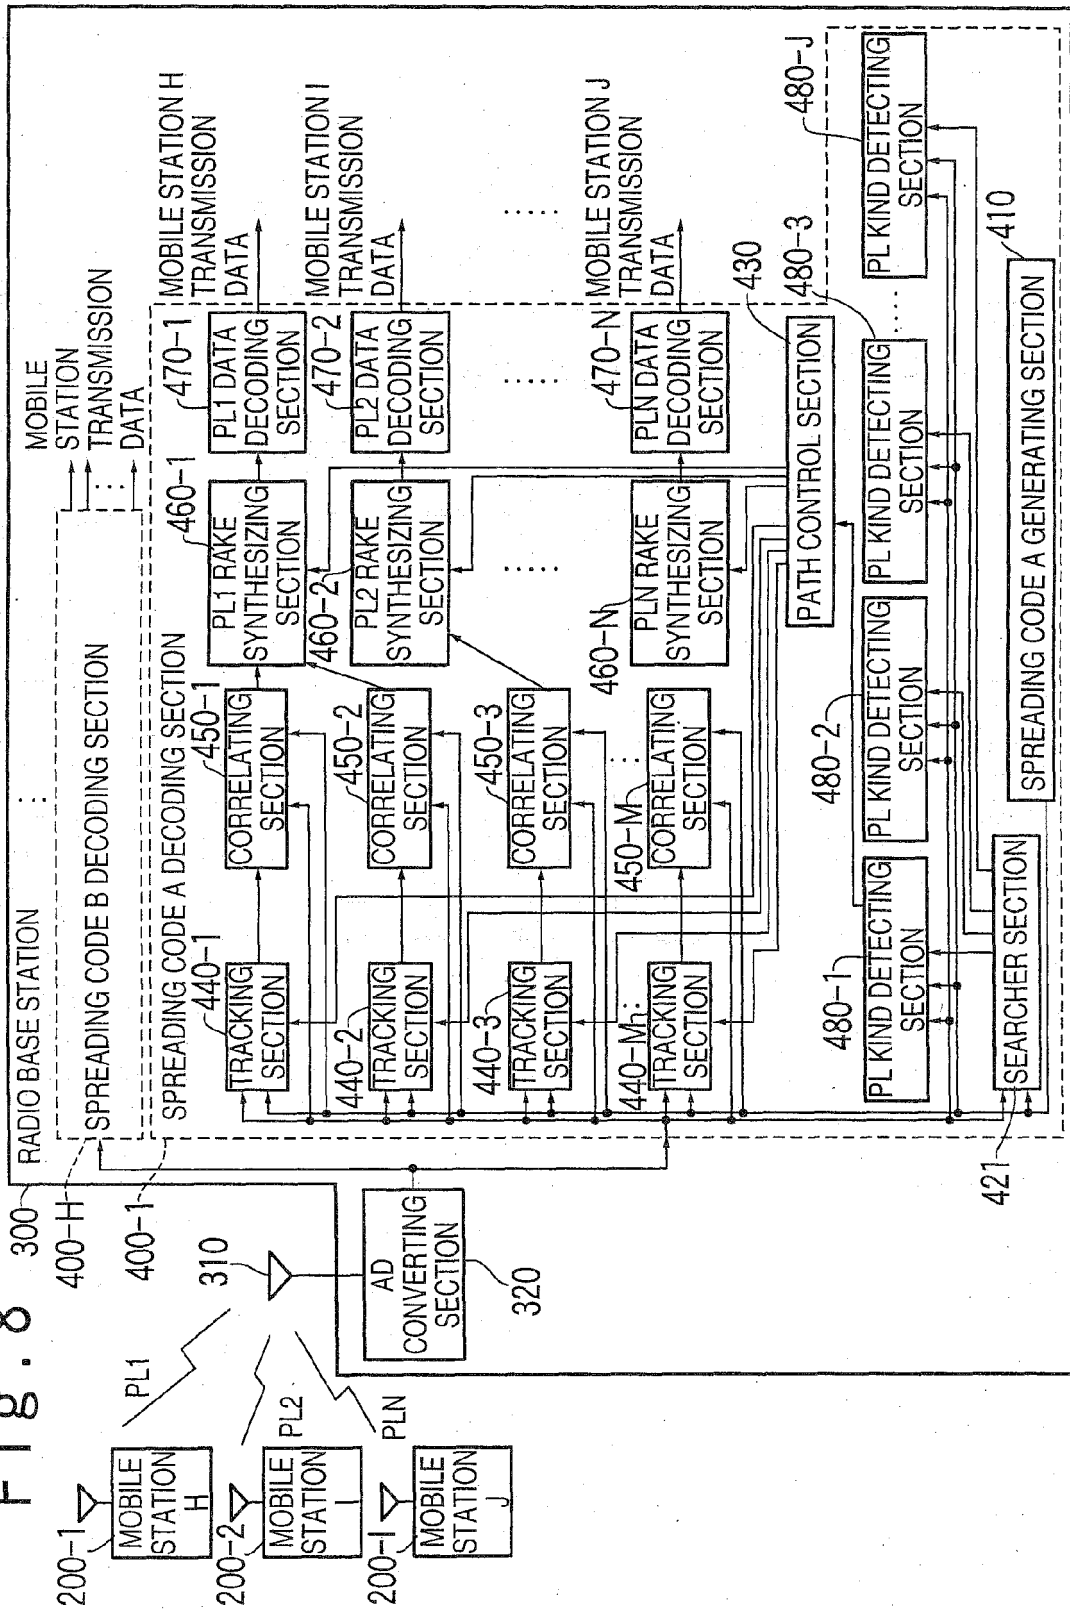 Fig. 8
200-1
MOBILE
STATION
H
200-2
MOBILE
STATION
I
200-I
MOBILE
STATION
J
PL1
PL2
PLN
310
300
RADIO BASE STATION
AD
CONVERTING
SECTION
320
400-H
SPREADING CODE B DECODING SECTION
MOBILE
STATION
TRANSMISSION
DATA
400-1
SPREADING CODE A DECODING SECTION
440-1
TRACKING
SECTION
450-1
CORRELATING
SECTION
460-1
PL1 RAKE
SYNTHESIZING
SECTION
470-1
PL1 DATA
DECODING
SECTION
MOBILE STATION H
TRANSMISSION
DATA
440-2
TRACKING
SECTION
450-2
CORRELATING
SECTION
460-2
PL2 RAKE
SYNTHESIZING
SECTION
470-2
PL2 DATA
DECODING
SECTION
MOBILE STATION I
TRANSMISSION
DATA
440-3
TRACKING
SECTION
450-3
CORRELATING
SECTION
440-M
TRACKING
SECTION
450-M
CORRELATING
SECTION
460-N
PLN RAKE
SYNTHESIZING
SECTION
470-N
PLN DATA
DECODING
SECTION
MOBILE STATION J
TRANSMISSION
DATA
430
PATH CONTROL SECTION
480-1
PL KIND DETECTING
SECTION
480-2
PL KIND DETECTING
SECTION
480-3
PL KIND DETECTING
SECTION
480-J
PL KIND DETECTING
SECTION
421
SEARCHER SECTION
410
SPREADING CODE A GENERATING SECTION